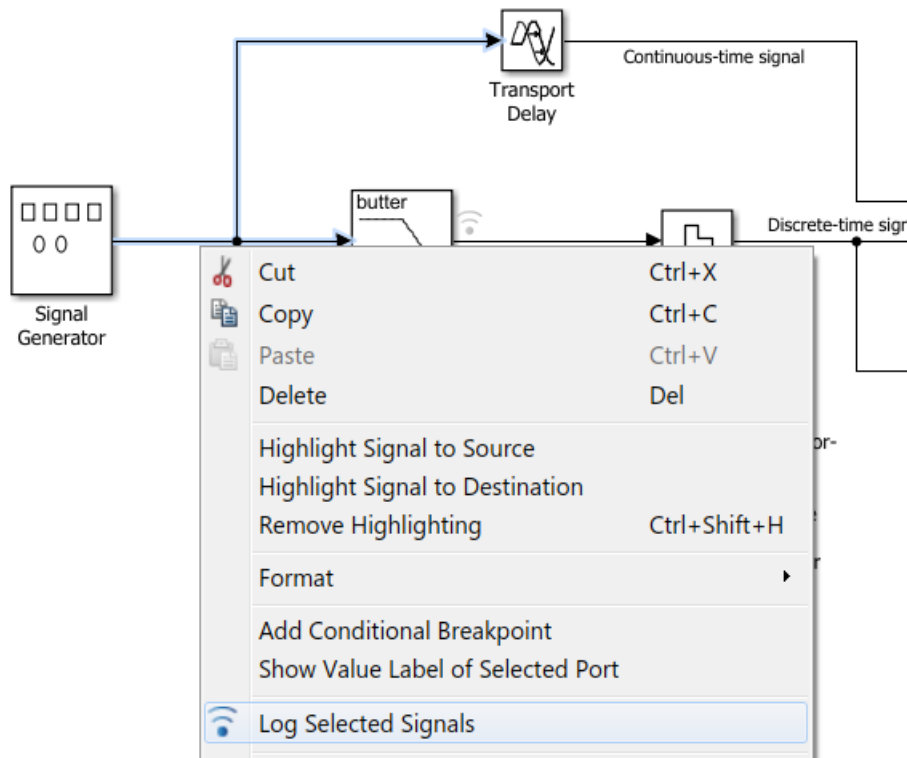 Continuous-time signal
Transport
Delay
butter
Discrete-time sign
Signal
Generator
Cut Ctrl+X
Copy Ctrl+C
Paste Ctrl+V
Delete Del
or-
Highlight Signal to Source
Highlight Signal to Destination
Remove Highlighting Ctrl+Shift+H
Format
Add Conditional Breakpoint
Show Value Label of Selected Port
Log Selected Signals